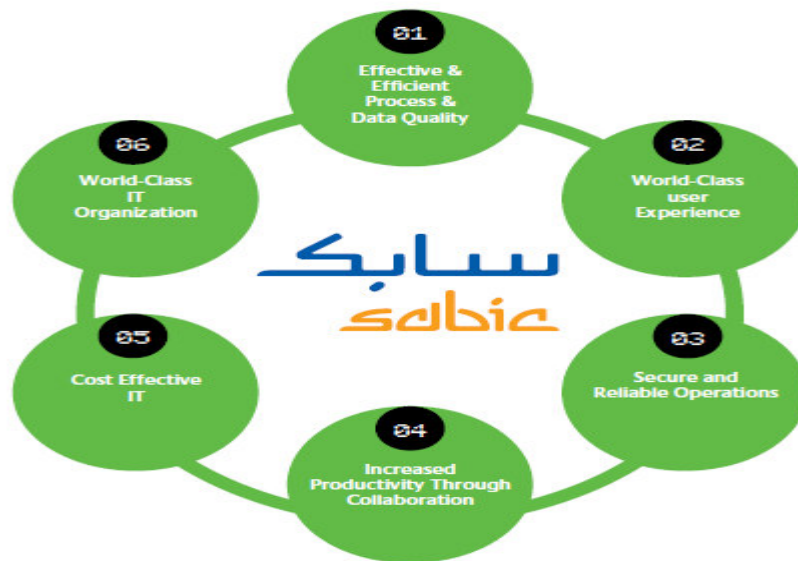 01
Effective &
Efficient
Process &
Data Quality
02
World-Class
user
Experience
03
Secure and
Reliable Operations
04
Increased
Productivity Through
Collaboration
05
Cost Effective
IT
06
World-Class
IT
Organization
سابک
sabic